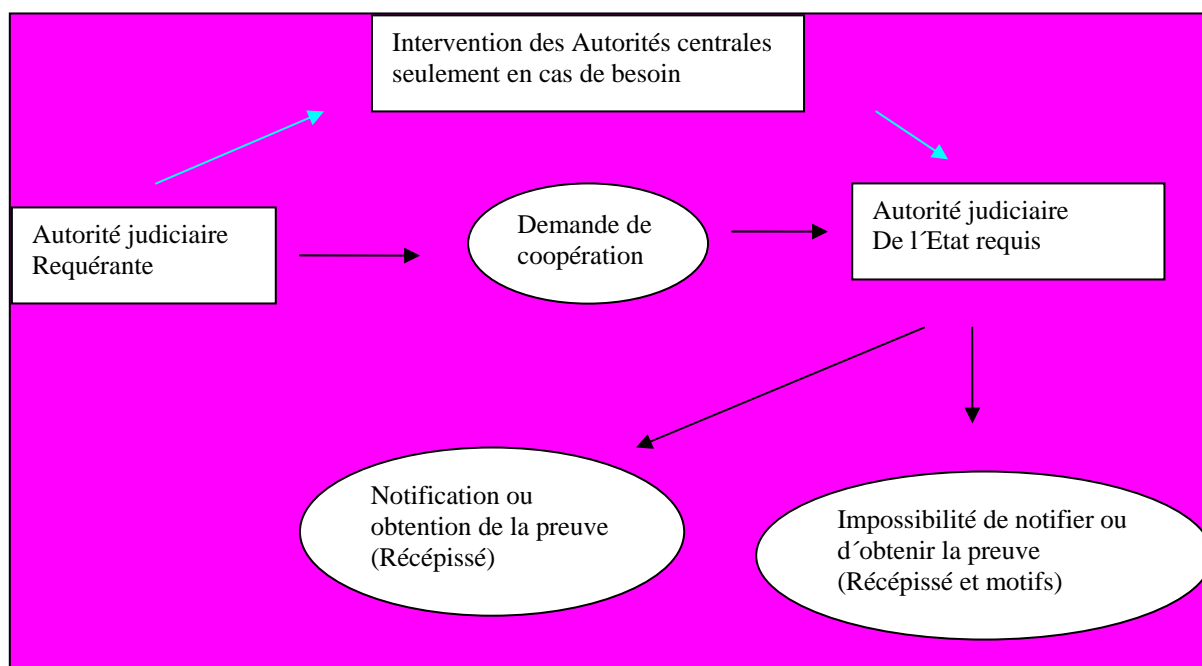 Intervention des Autorités centrales
seulement en cas de besoin
Autorité judiciaire
Requérante
Demande de
coopération
Autorité judiciaire
De l´Etat requis
Notification ou
obtention de la preuve
(Récépissé)
Impossibilité de notifier ou
d´obtenir la preuve
(Récépissé et motifs)